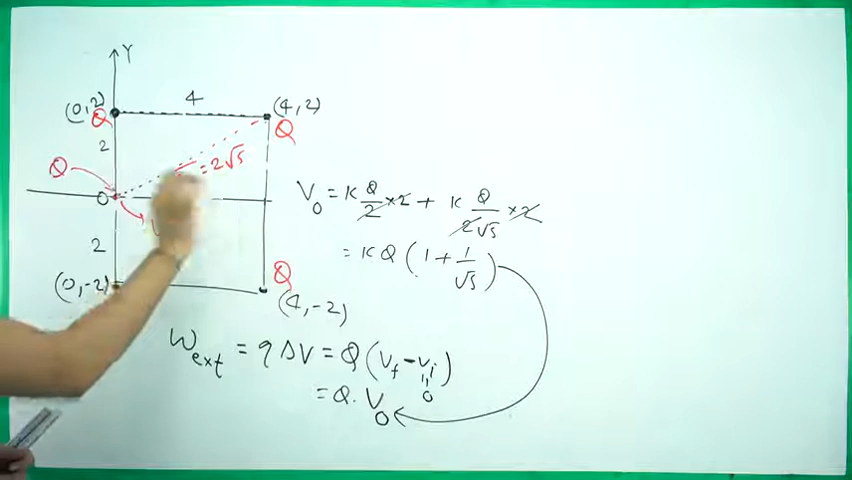 Y
(0,2) 4 (4,2)
Q Q
2
Q = 2√5
O
V₀ = K Q/2 × 2 + K Q/2√5 × 2
= KQ (1 + 1/√5)
2
Q
(0,-2)
(4,-2)
W_ext = q ΔV = Q (V_f - V_i)
0
= Q. V₀